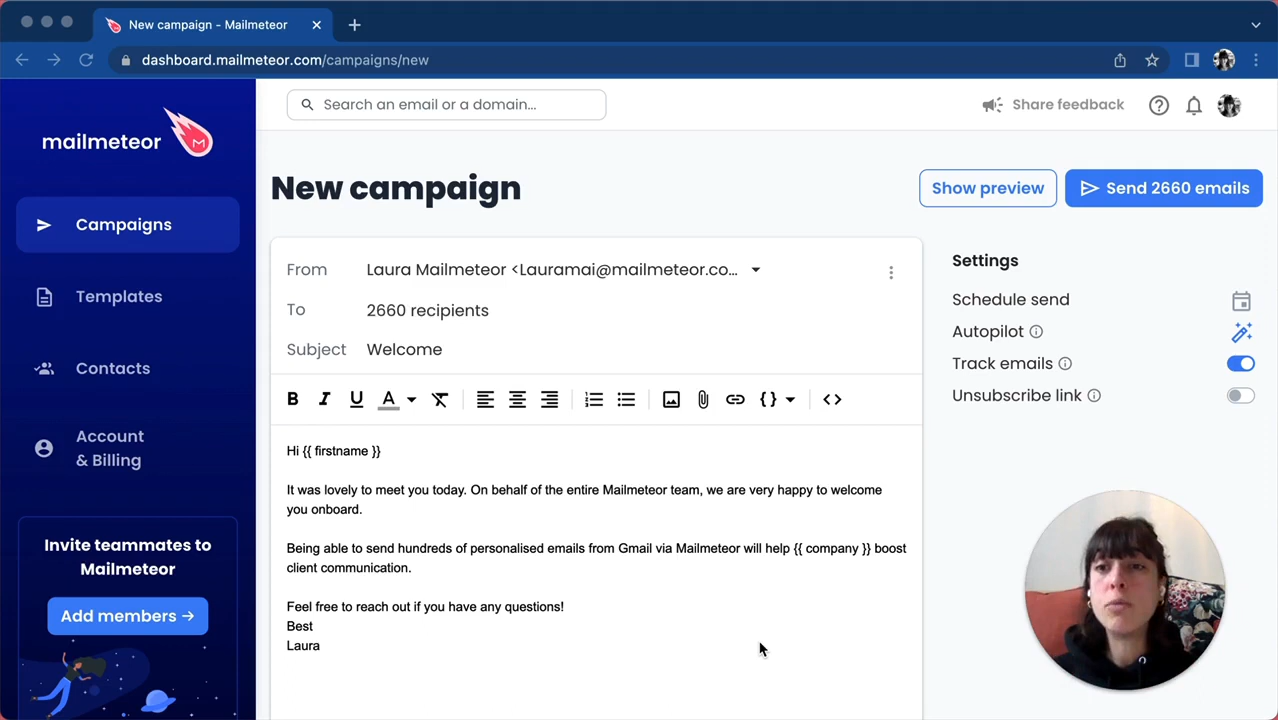 New campaign - Mailmeteor
dashboard.mailmeteor.com/campaigns/new
mailmeteor
M
Search an email or a domain...
Share feedback
Campaigns
Templates
Contacts
Account
& Billing
Invite teammates to
Mailmeteor
Add members →
New campaign
Show preview
Send 2660 emails
From Laura Mailmeteor <Lauramai@mailmeteor.co...
To 2660 recipients
Subject Welcome
B I U A {} <>
Hi {{ firstname }}
It was lovely to meet you today. On behalf of the entire Mailmeteor team, we are very happy to welcome
you onboard.
Being able to send hundreds of personalised emails from Gmail via Mailmeteor will help {{ company }} boost
client communication.
Feel free to reach out if you have any questions!
Best
Laura
Settings
Schedule send
Autopilot
Track emails
Unsubscribe link